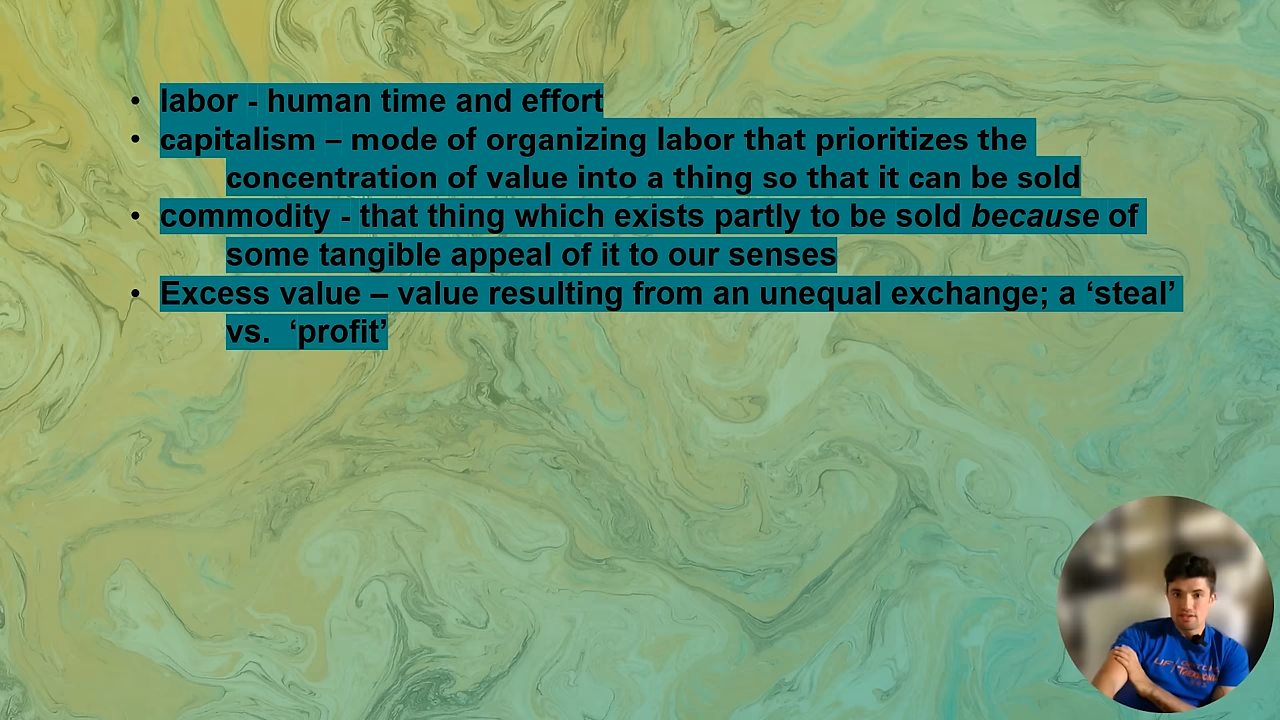 • labor - human time and effort
• capitalism – mode of organizing labor that prioritizes the
concentration of value into a thing so that it can be sold
• commodity - that thing which exists partly to be sold because of
some tangible appeal of it to our senses
• Excess value – value resulting from an unequal exchange; a ‘steal’
vs.  ‘profit’
UF